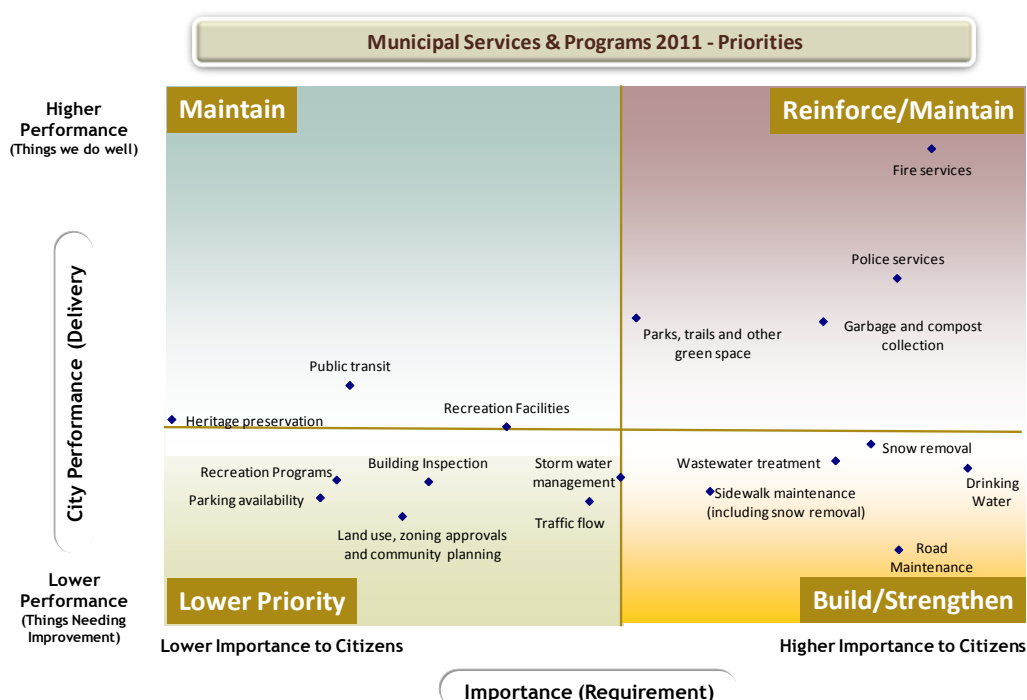 Municipal Services & Programs 2011 - Priorities
Higher
Performance
(Things we do well)
Maintain
Reinforce/Maintain
Fire services
Police services
Parks, trails and other
green space
Garbage and compost
collection
Public transit
Heritage preservation
Recreation Facilities
City Performance (Delivery
Recreation Programs
Parking availability
Building Inspection
Land use, zoning approvals
and community planning
Storm water
management
Traffic flow
Wastewater treatment
Snow removal
Sidewalk maintenance
(including snow removal)
Drinking
Water
Road
Maintenance
Lower
Performance
(Things Needing
Improvement)
Lower Priority
Build/Strengthen
Lower Importance to Citizens
Higher Importance to Citizens
Importance (Requirement)